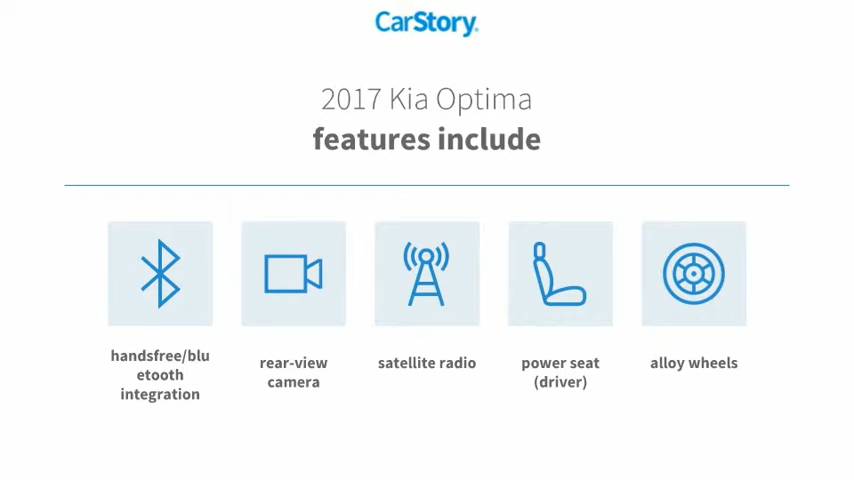 CarStory.
2017 Kia Optima
features include
handsfree/blu
etooth
integration
rear-view
camera
satellite radio
power seat
(driver)
alloy wheels